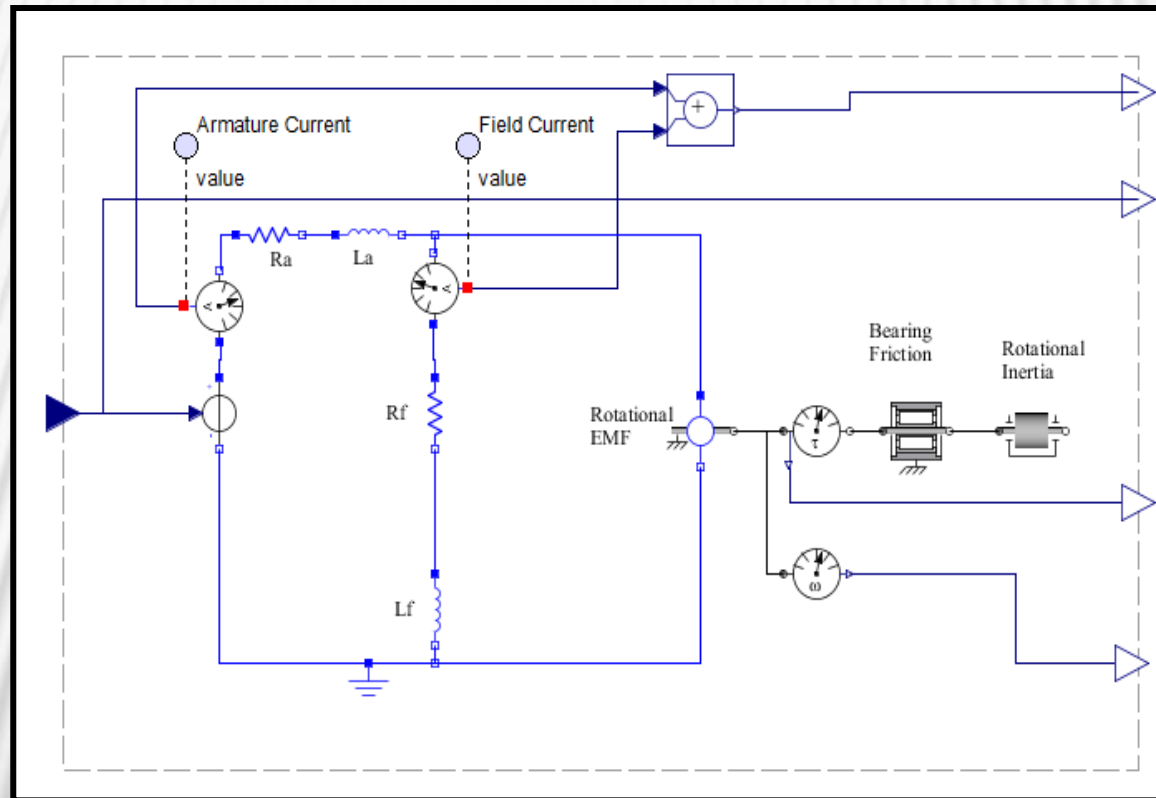 +
Armature Current
Field Current
value
value
Ra
La
A
A
Bearing
Friction
Rotational
Inertia
Rf
Rotational
EMF
τ
ω
Lf